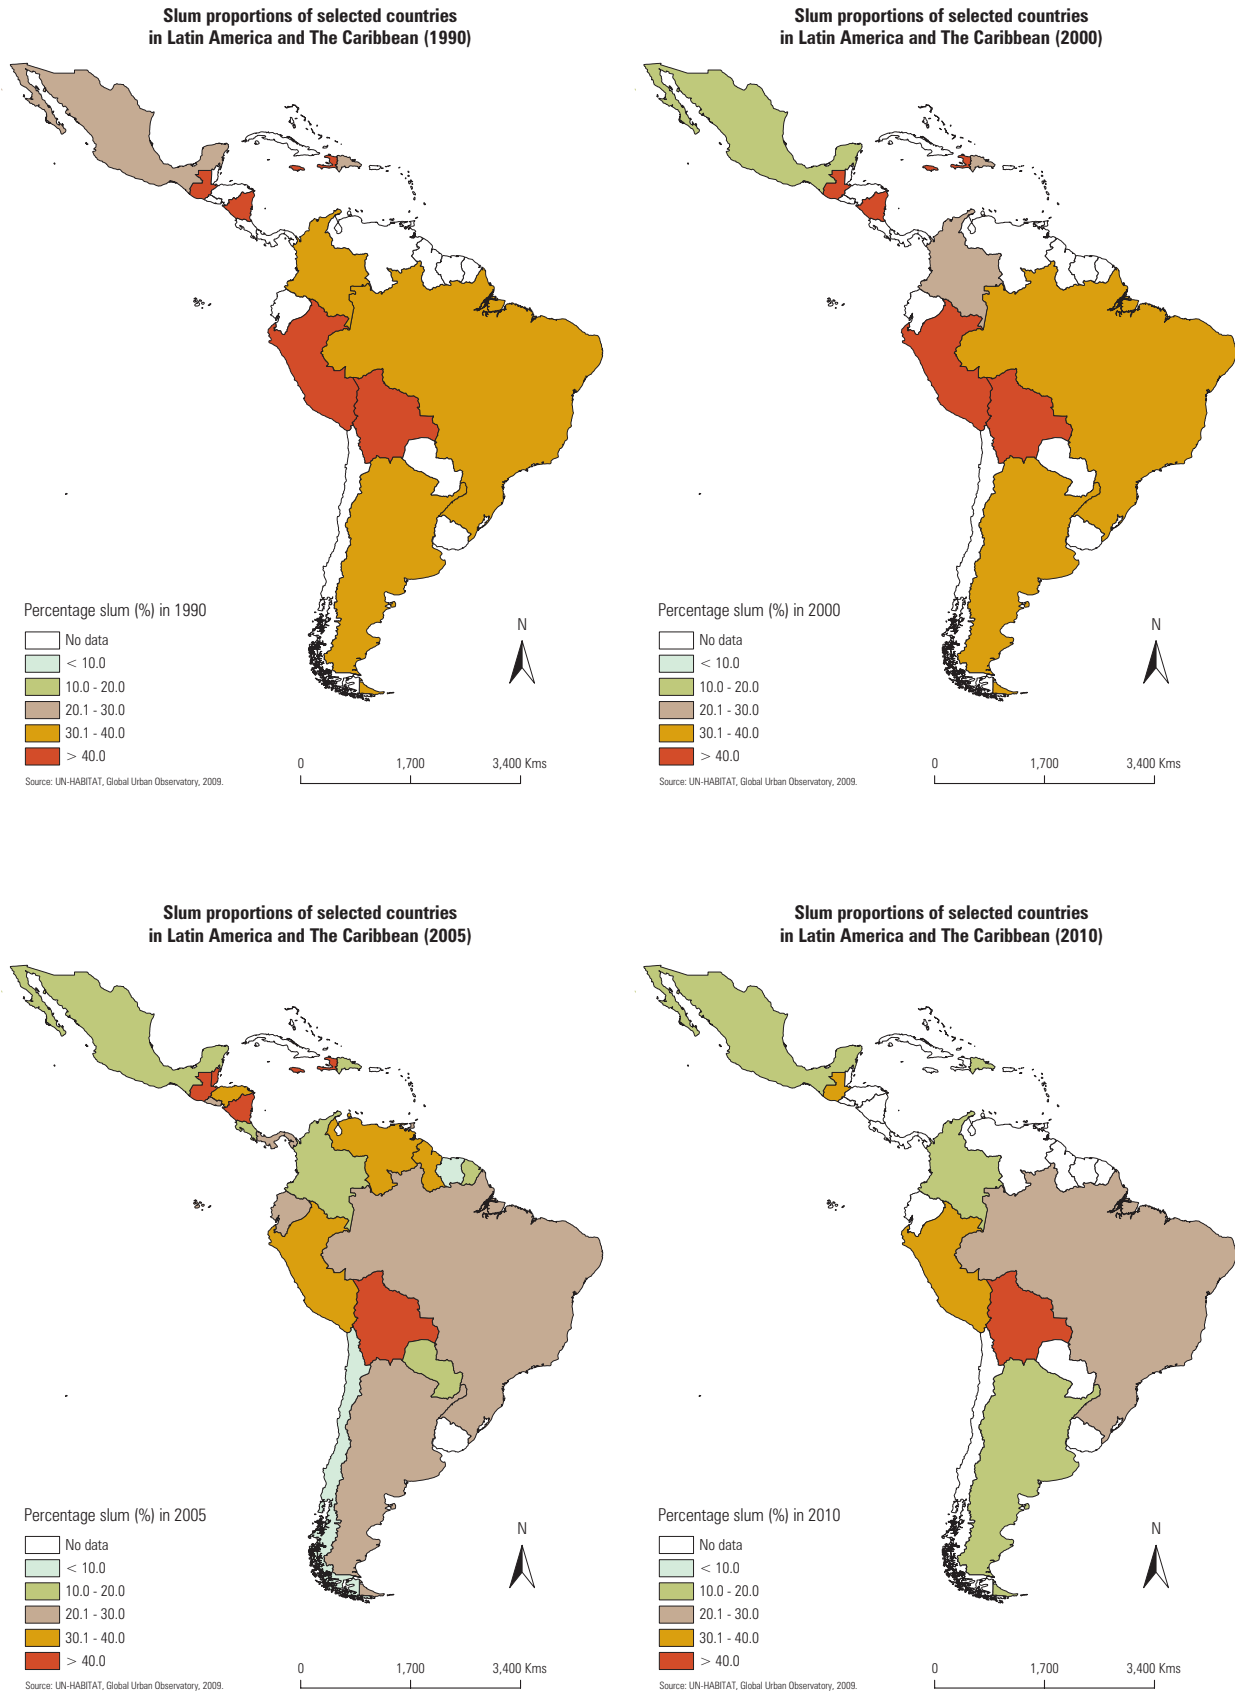 Slum proportions of selected countries
in Latin America and The Caribbean (1990)
N
Percentage slum (%) in 1990
No data
< 10.0
10.0 - 20.0
20.1 - 30.0
30.1 - 40.0
> 40.0
Source: UN-HABITAT, Global Urban Observatory, 2009.
0 1,700 3,400 Kms
Slum proportions of selected countries
in Latin America and The Caribbean (2000)
N
Percentage slum (%) in 2000
No data
< 10.0
10.0 - 20.0
20.1 - 30.0
30.1 - 40.0
> 40.0
Source: UN-HABITAT, Global Urban Observatory, 2009.
0 1,700 3,400 Kms
Slum proportions of selected countries
in Latin America and The Caribbean (2005)
N
Percentage slum (%) in 2005
No data
< 10.0
10.0 - 20.0
20.1 - 30.0
30.1 - 40.0
> 40.0
Source: UN-HABITAT, Global Urban Observatory, 2009.
0 1,700 3,400 Kms
Slum proportions of selected countries
in Latin America and The Caribbean (2010)
N
Percentage slum (%) in 2010
No data
< 10.0
10.0 - 20.0
20.1 - 30.0
30.1 - 40.0
> 40.0
Source: UN-HABITAT, Global Urban Observatory, 2009.
0 1,700 3,400 Kms